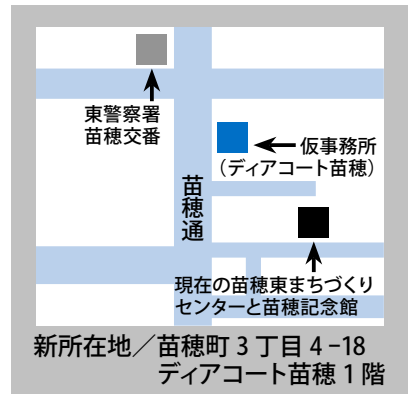 東警察署
苗穂交番
仮事務所
（ディアコート苗穂）
苗穂通
現在の苗穂東まちづくり
センターと苗穂記念館
新所在地／苗穂町3丁目4-18
ディアコート苗穂1階